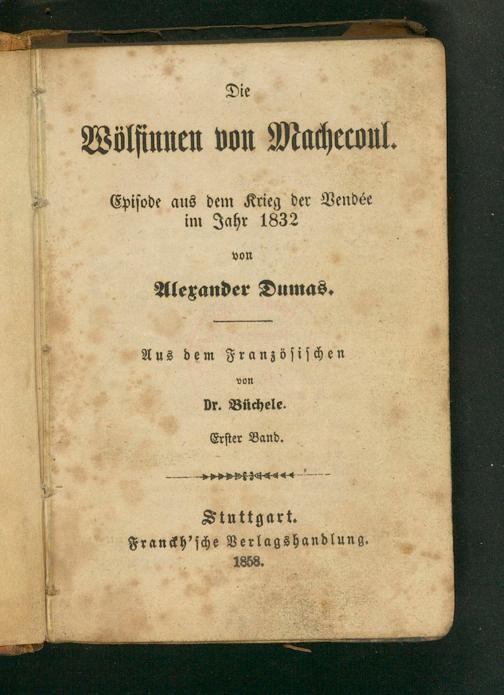 Die
Wölfinnen von Machecoul.
Episode aus dem Krieg der Vendée
im Jahr 1832
von
Alexander Dumas.
Aus dem Französischen
von
Dr. Büchele.
Erster Band.
Stuttgart.
Franckh'sche Verlagshandlung.
1858.